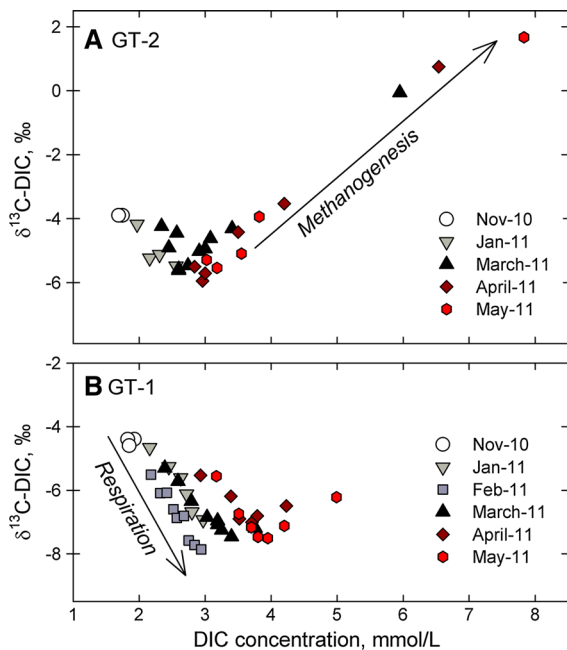 A GT-2
2
0
-2
-4
-6
δ13C-DIC, ‰
Methanogenesis
Nov-10
Jan-11
March-11
April-11
May-11
B GT-1
-2
-4
-6
-8
δ13C-DIC, ‰
Respiration
Nov-10
Jan-11
Feb-11
March-11
April-11
May-11
1 2 3 4 5 6 7 8
DIC concentration, mmol/L